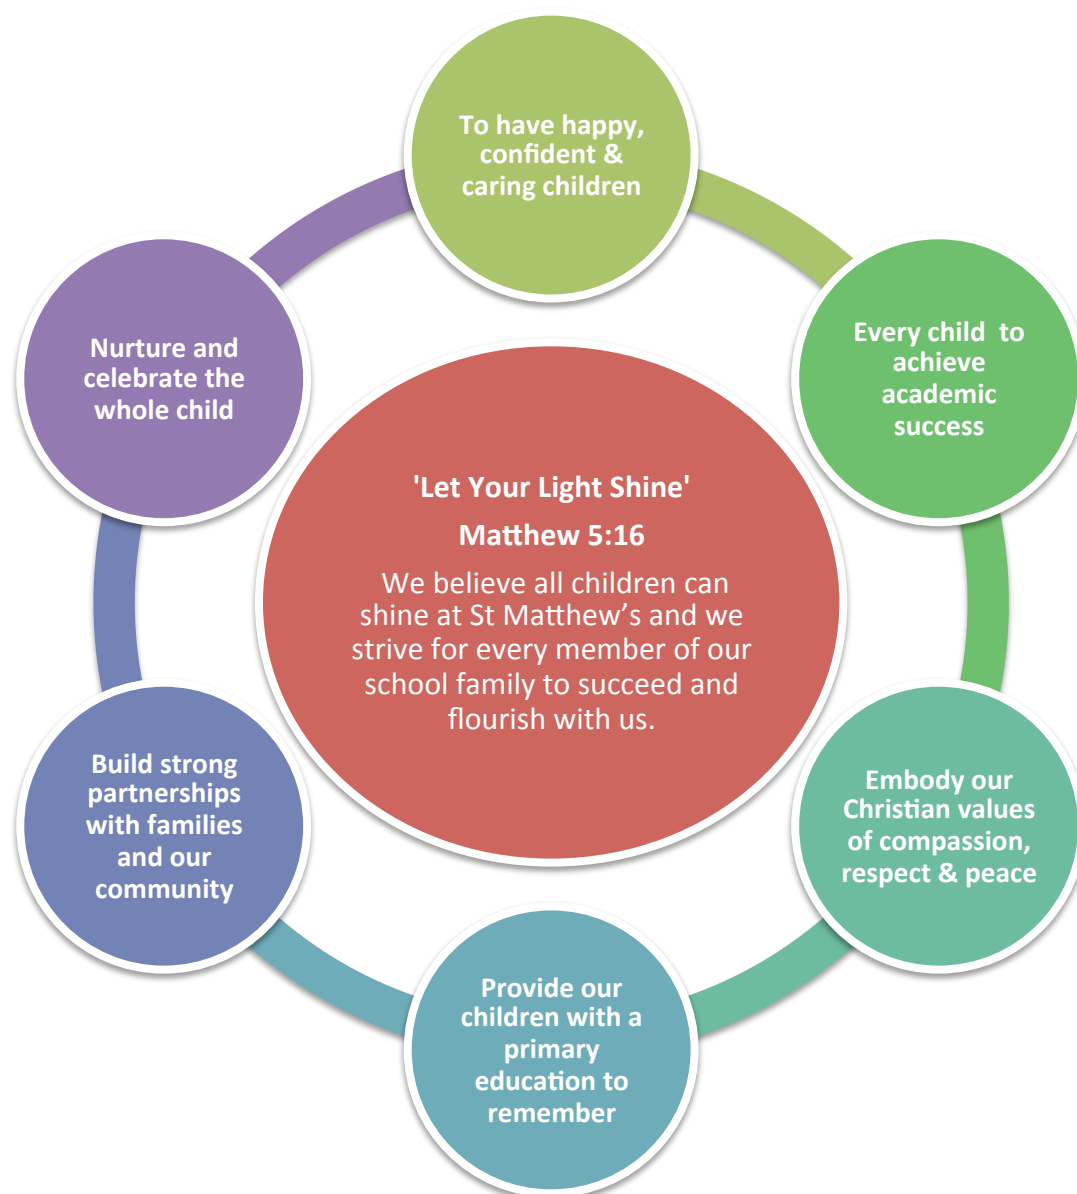 To have happy,
confident &
caring children
Every child  to
achieve
academic
success
Embody our
Christian values
of compassion,
respect & peace
Provide our
children with a
primary
education to
remember
Build strong
partnerships
with families
and our
community
Nurture and
celebrate the
whole child
'Let Your Light Shine'
Matthew 5:16
We believe all children can
shine at St Matthew’s and we
strive for every member of our
school family to succeed and
flourish with us.